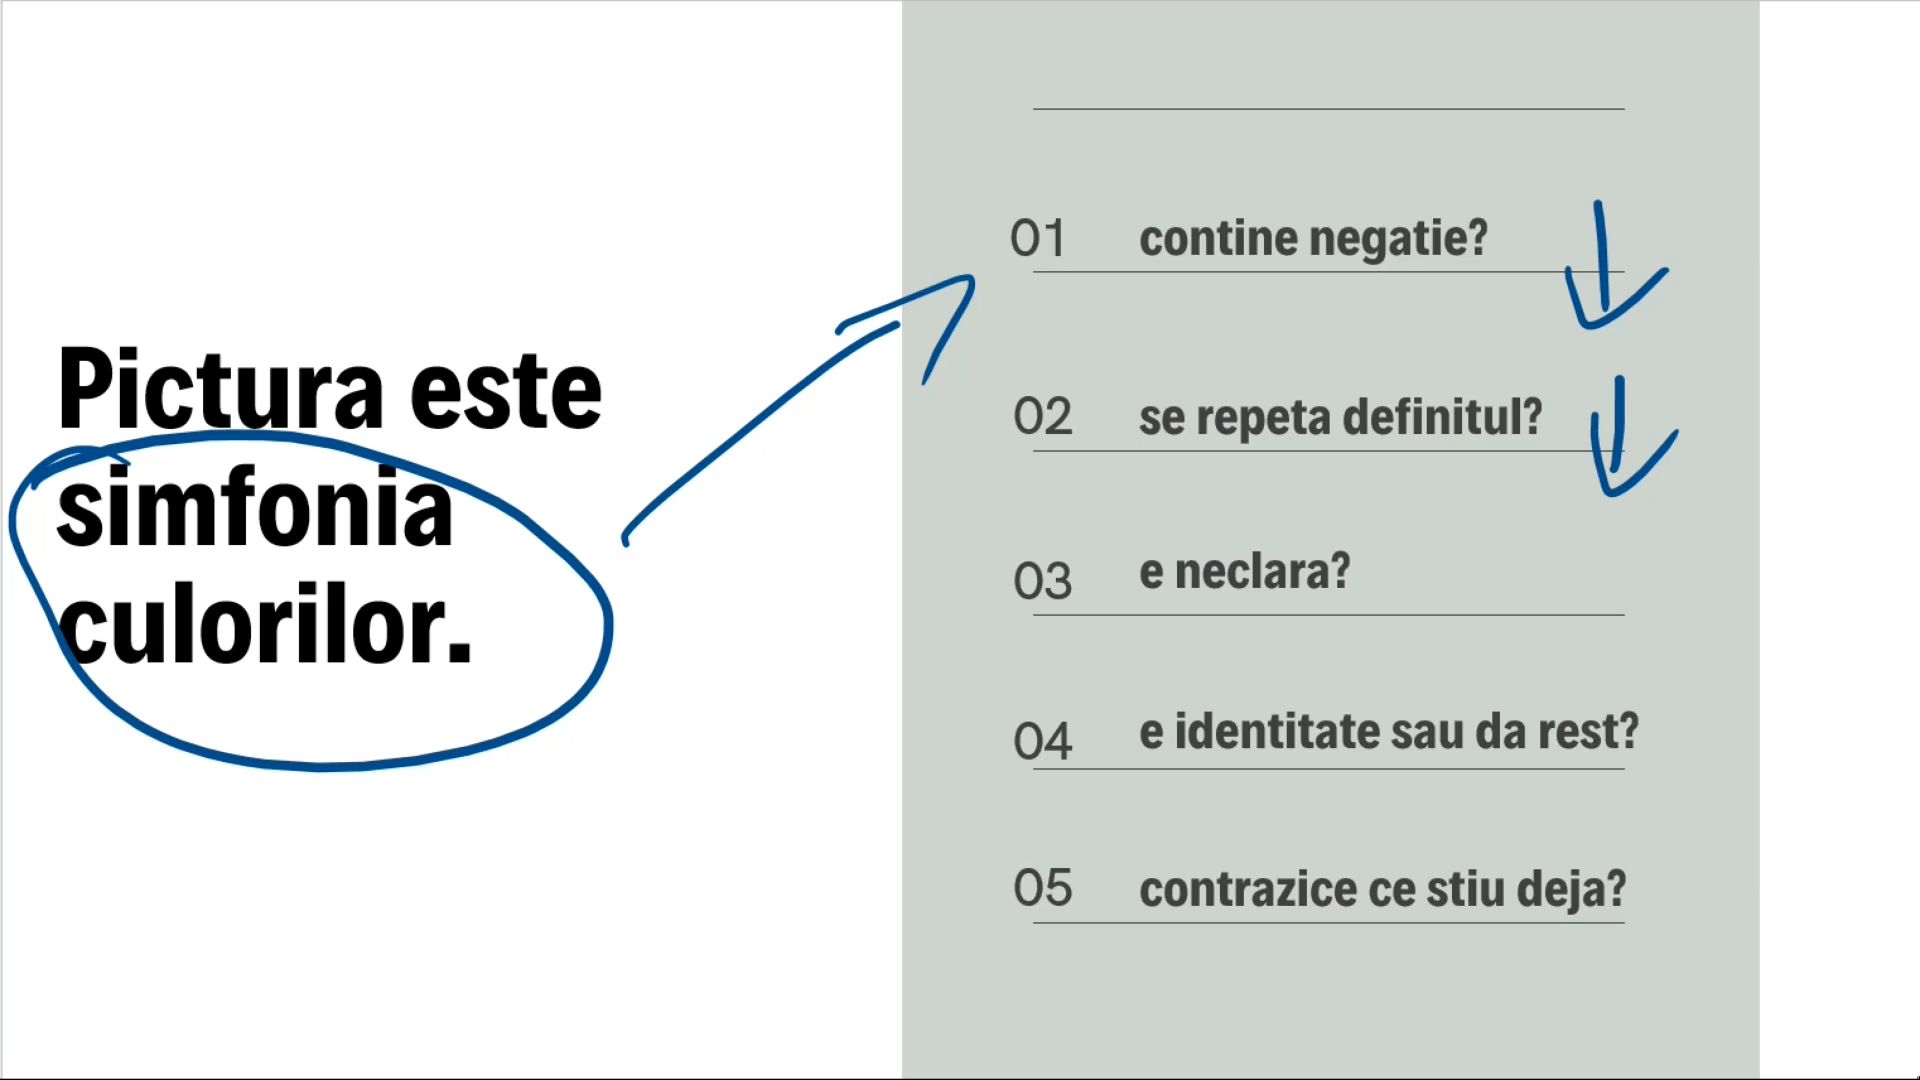 Pictura este
simfonia
culorilor.
01 contine negatie?
02 se repeta definitul?
03 e neclara?
04 e identitate sau da rest?
05 contrazice ce stiu deja?